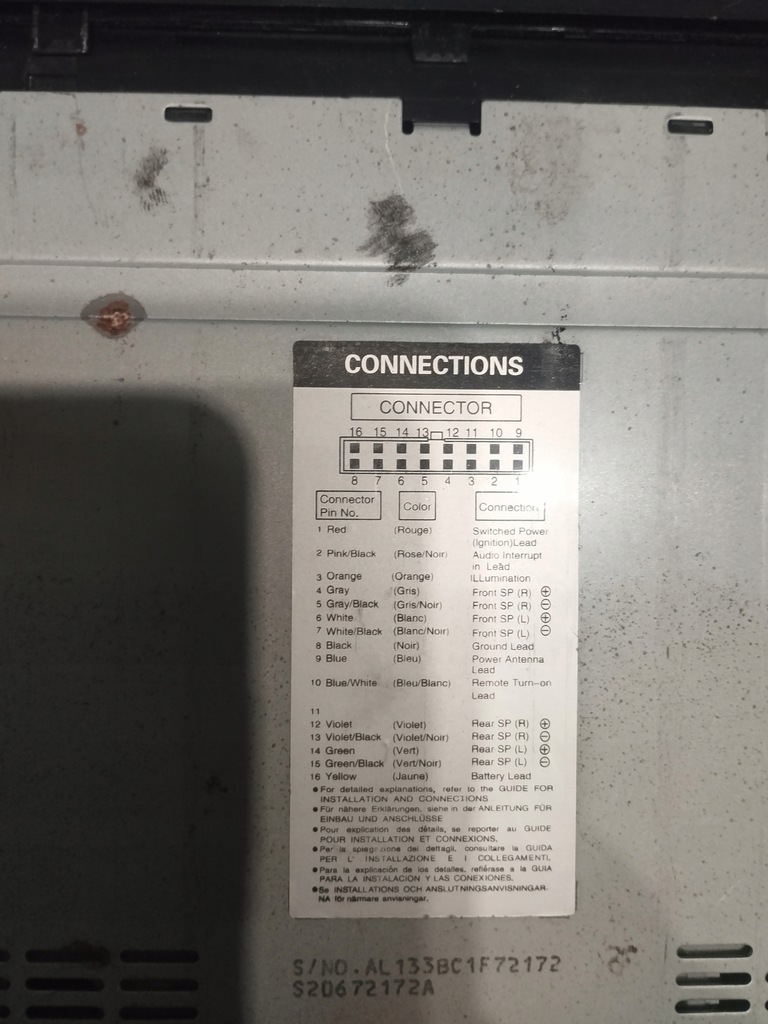 CONNECTIONS
CONNECTOR
16 15 14 13 12 11 10 9
8 7 6 5 4 3 2 1
Connector Pin No. Color Connection
1 Red (Rouge) Switched Power
(Ignition)Lead
2 Pink/Black (Rose/Noir) Audio Interrupt
in Lead
3 Orange (Orange) ILLumination
4 Gray (Gris) Front SP (R) ⊕
5 Gray/Black (Gris/Noir) Front SP (R) ⊖
6 White (Blanc) Front SP (L) ⊕
7 White/Black (Blanc/Noir) Front SP (L) ⊖
8 Black (Noir) Ground Lead
9 Blue (Bleu) Power Antenna
Lead
10 Blue/White (Bleu/Blanc) Remote Turn-on
Lead
11
12 Violet (Violet) Rear SP (R) ⊕
13 Violet/Black (Violet/Noir) Rear SP (R) ⊖
14 Green (Vert) Rear SP (L) ⊕
15 Green/Black (Vert/Noir) Rear SP (L) ⊖
16 Yellow (Jaune) Battery Lead
● For detailed explanations, refer to the GUIDE FOR
INSTALLATION AND CONNECTIONS
● Für nähere Erklärungen, siehe in der ANLEITUNG FÜR
EINBAU UND ANSCHLÜSSE
● Pour explication des détails, se reporter au GUIDE
POUR INSTALLATION ET CONNEXIONS.
● Per la spiegazione dei dettagli, consultare la GUIDA
PER L' INSTALLAZIONE E I COLLEGAMENTI.
● Para la explicación de los detalles, refiérase a la GUIA
PARA LA INSTALACION Y LAS CONEXIONES.
● Se INSTALLATIONS OCH ANSLUTNINGSANVISNINGAR-
NA för närmare anvisningar.
S/NO.AL133BC1F72172
S20672172A